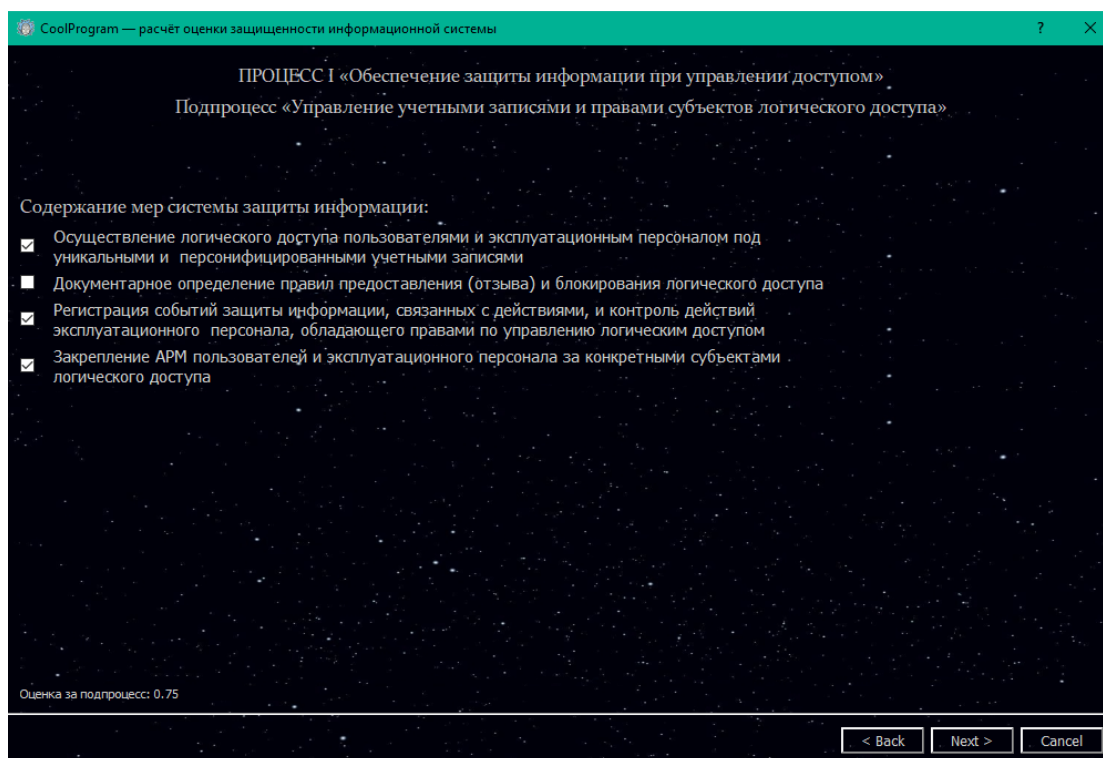 CoolProgram — расчёт оценки защищенности информационной системы
?
ПРОЦЕСС I «Обеспечение защиты информации при управлении доступом»
Подпроцесс «Управление учетными записями и правами субъектов логического доступа»
Содержание мер системы защиты информации:
Осуществление логического доступа пользователями и эксплуатационным персоналом под
уникальными и персонифицированными учетными записями
Документарное определение правил предоставления (отзыва) и блокирования логического доступа
Регистрация событий защиты информации, связанных с действиями, и контроль действий
эксплуатационного персонала, обладающего правами по управлению логическим доступом
Закрепление АРМ пользователей и эксплуатационного персонала за конкретными субъектами
логического доступа
Оценка за подпроцесс: 0.75
< Back
Next >
Cancel